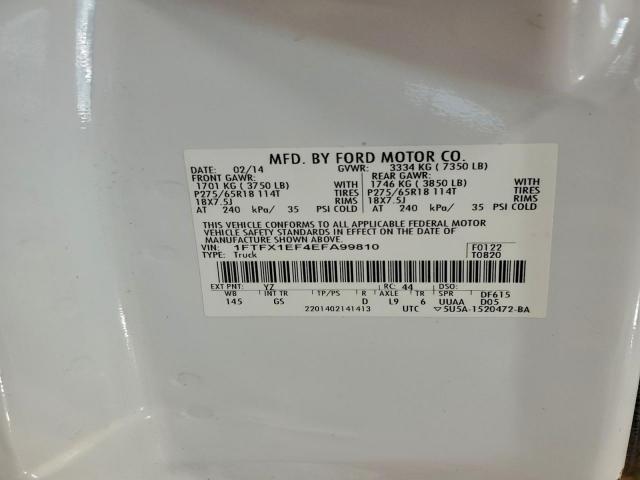 MFD. BY FORD MOTOR CO.
DATE: 02/14 GVWR: 3334 KG ( 7350 LB)
FRONT GAWR: REAR GAWR:
1701 KG ( 3750 LB) WITH 1746 KG ( 3850 LB) WITH
P275/65R18 114T TIRES P275/65R18 114T TIRES
18X7.5J RIMS 18X7.5J RIMS
AT 240 kPa/ 35 PSI COLD AT 240 kPa/ 35 PSI COLD
THIS VEHICLE CONFORMS TO ALL APPLICABLE FEDERAL MOTOR
VEHICLE SAFETY STANDARDS IN EFFECT ON THE DATE OF
MANUFACTURE SHOWN ABOVE.
VIN: 1FTFX1EF4EFA99810 F0122
TYPE: Truck T0820
EXT PNT: YZ RC: 44 DSO:
WB INT TR TP/PS R AXLE TR SPR DF615
145 GS D L9 6 UUAA D05
2201402141413 UTC ▽5U5A-1520472-BA